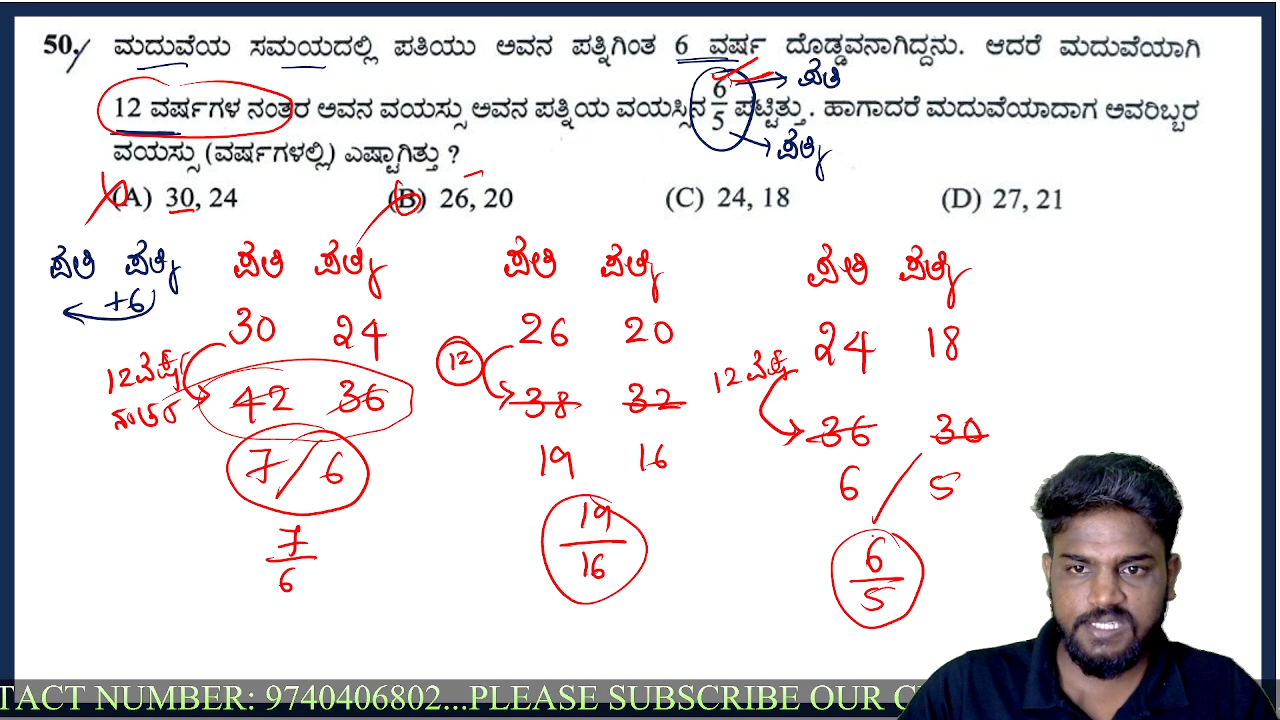 50, ಮದುವೆಯ ಸಮಯದಲ್ಲಿ ಪತಿಯು ಅವನ ಪತ್ನಿಗಿಂತ 6 ವರ್ಷ ದೊಡ್ಡವನಾಗಿದ್ದನು. ಆದರೆ ಮದುವೆಯಾಗಿ
12 ವರ್ಷಗಳ ನಂತರ ಅವನ ವಯಸ್ಸು ಅವನ ಪತ್ನಿಯ ವಯಸ್ಸಿನ 6/5 ಪಟ್ಟಿತ್ತು. ಹಾಗಾದರೆ ಮದುವೆಯಾದಾಗ ಅವರಿಬ್ಬರ
ವಯಸ್ಸು (ವರ್ಷಗಳಲ್ಲಿ) ಎಷ್ಟಾಗಿತ್ತು ?
ಪತಿ
ಪತ್ನಿ
(A) 30, 24 (B) 26, 20 (C) 24, 18 (D) 27, 21
ಪತಿ ಪತ್ನಿ
+6
ಪತಿ ಪತ್ನಿ
30 24
12 ವರ್ಷ
ನಂತರ
42 36
7/6
7
6
ಪತಿ ಪತ್ನಿ
26 20
12
38 32
19 16
19
16
ಪತಿ ಪತ್ನಿ
24 18
12 ವರ್ಷ
36 30
6 5
6
5
TACT NUMBER: 9740406802...PLEASE SUBSCRIBE OUR C